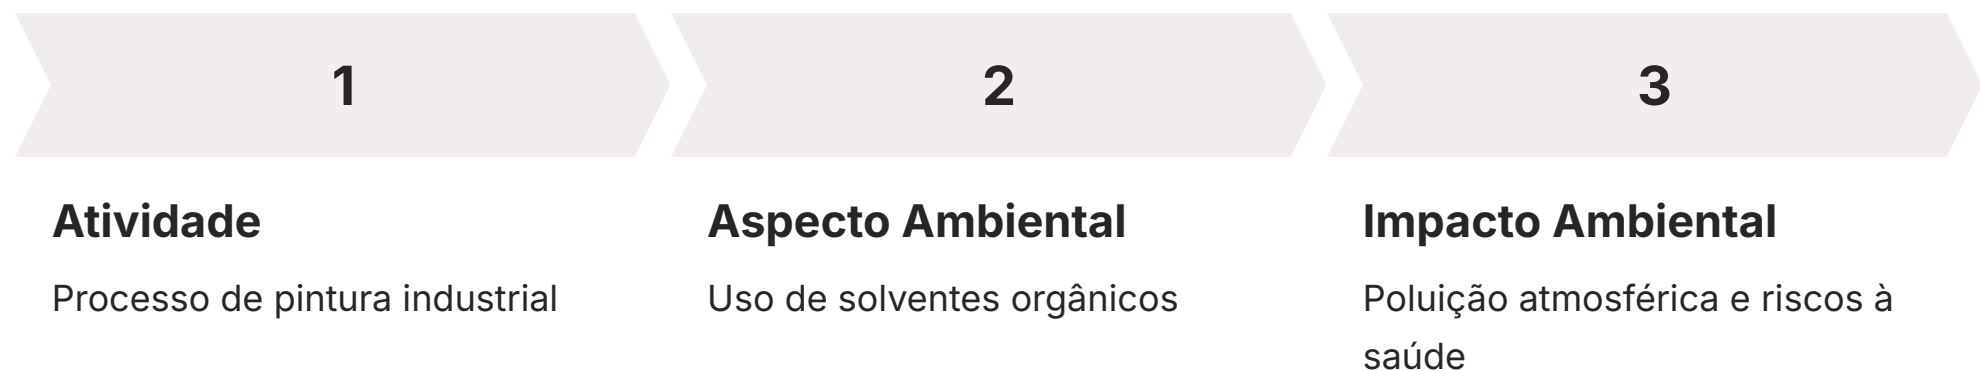 1
2
3
Atividade
Processo de pintura industrial
Aspecto Ambiental
Uso de solventes orgânicos
Impacto Ambiental
Poluição atmosférica e riscos à
saúde